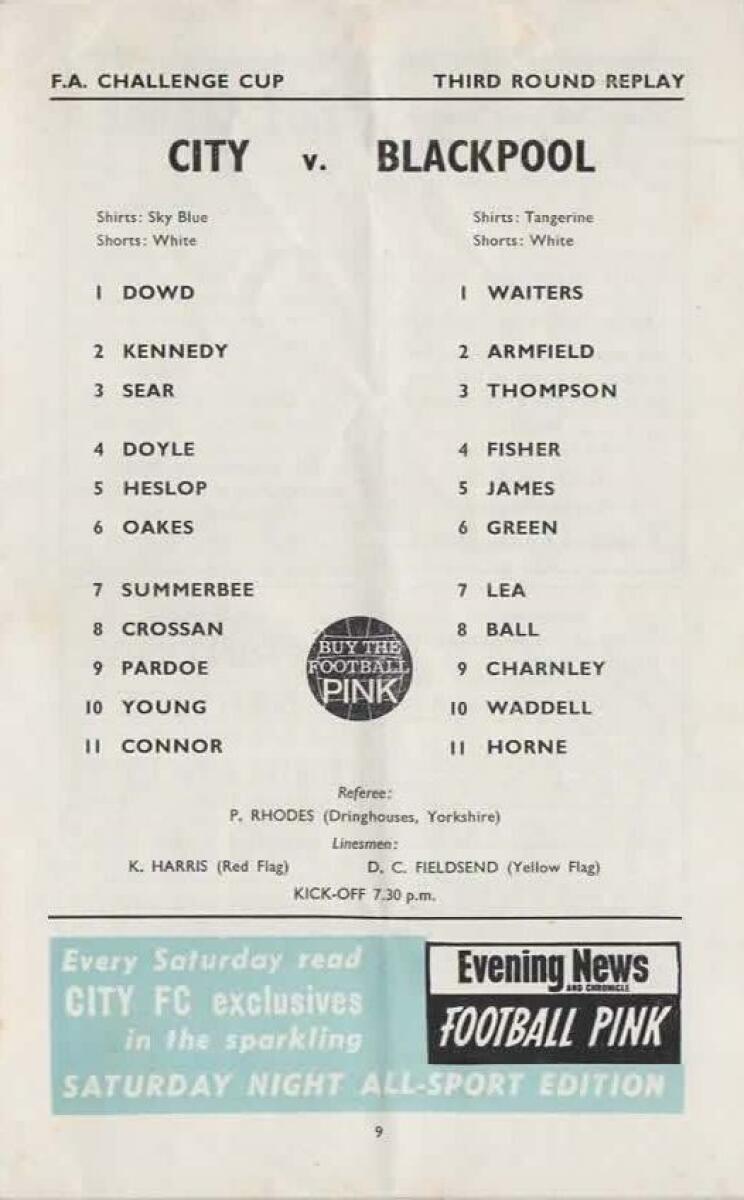 F.A. CHALLENGE CUP THIRD ROUND REPLAY
CITY v. BLACKPOOL
Shirts: Sky Blue Shirts: Tangerine
Shorts: White Shorts: White
1 DOWD 1 WAITERS
2 KENNEDY 2 ARMFIELD
3 SEAR 3 THOMPSON
4 DOYLE 4 FISHER
5 HESLOP 5 JAMES
6 OAKES 6 GREEN
7 SUMMERBEE 7 LEA
8 CROSSAN 8 BALL
9 PARDOE 9 CHARNLEY
10 YOUNG 10 WADDELL
11 CONNOR 11 HORNE
BUY THE
FOOTBALL
PINK
Referee:
P. RHODES (Dringhouses, Yorkshire)
Linesmen:
K. HARRIS (Red Flag) D. C. FIELDSEND (Yellow Flag)
KICK-OFF 7.30 p.m.
Every Saturday read
CITY FC exclusives
in the sparkling
SATURDAY NIGHT ALL-SPORT EDITION
Evening News
AND CHRONICLE
FOOTBALL PINK
9